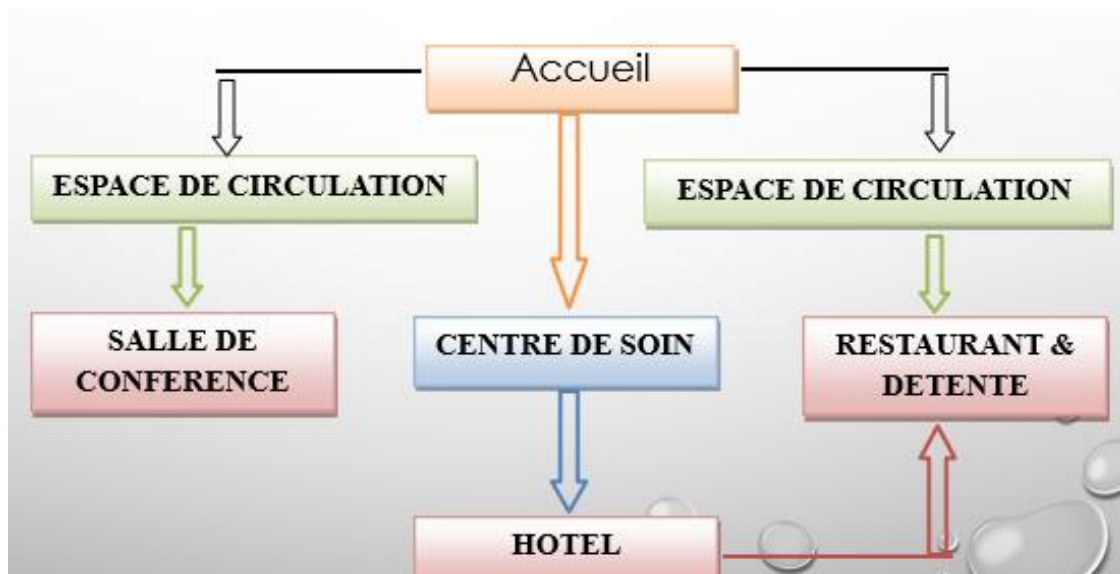 Accueil
ESPACE DE CIRCULATION
ESPACE DE CIRCULATION
SALLE DE
CONFERENCE
CENTRE DE SOIN
RESTAURANT &
DETENTE
HOTEL